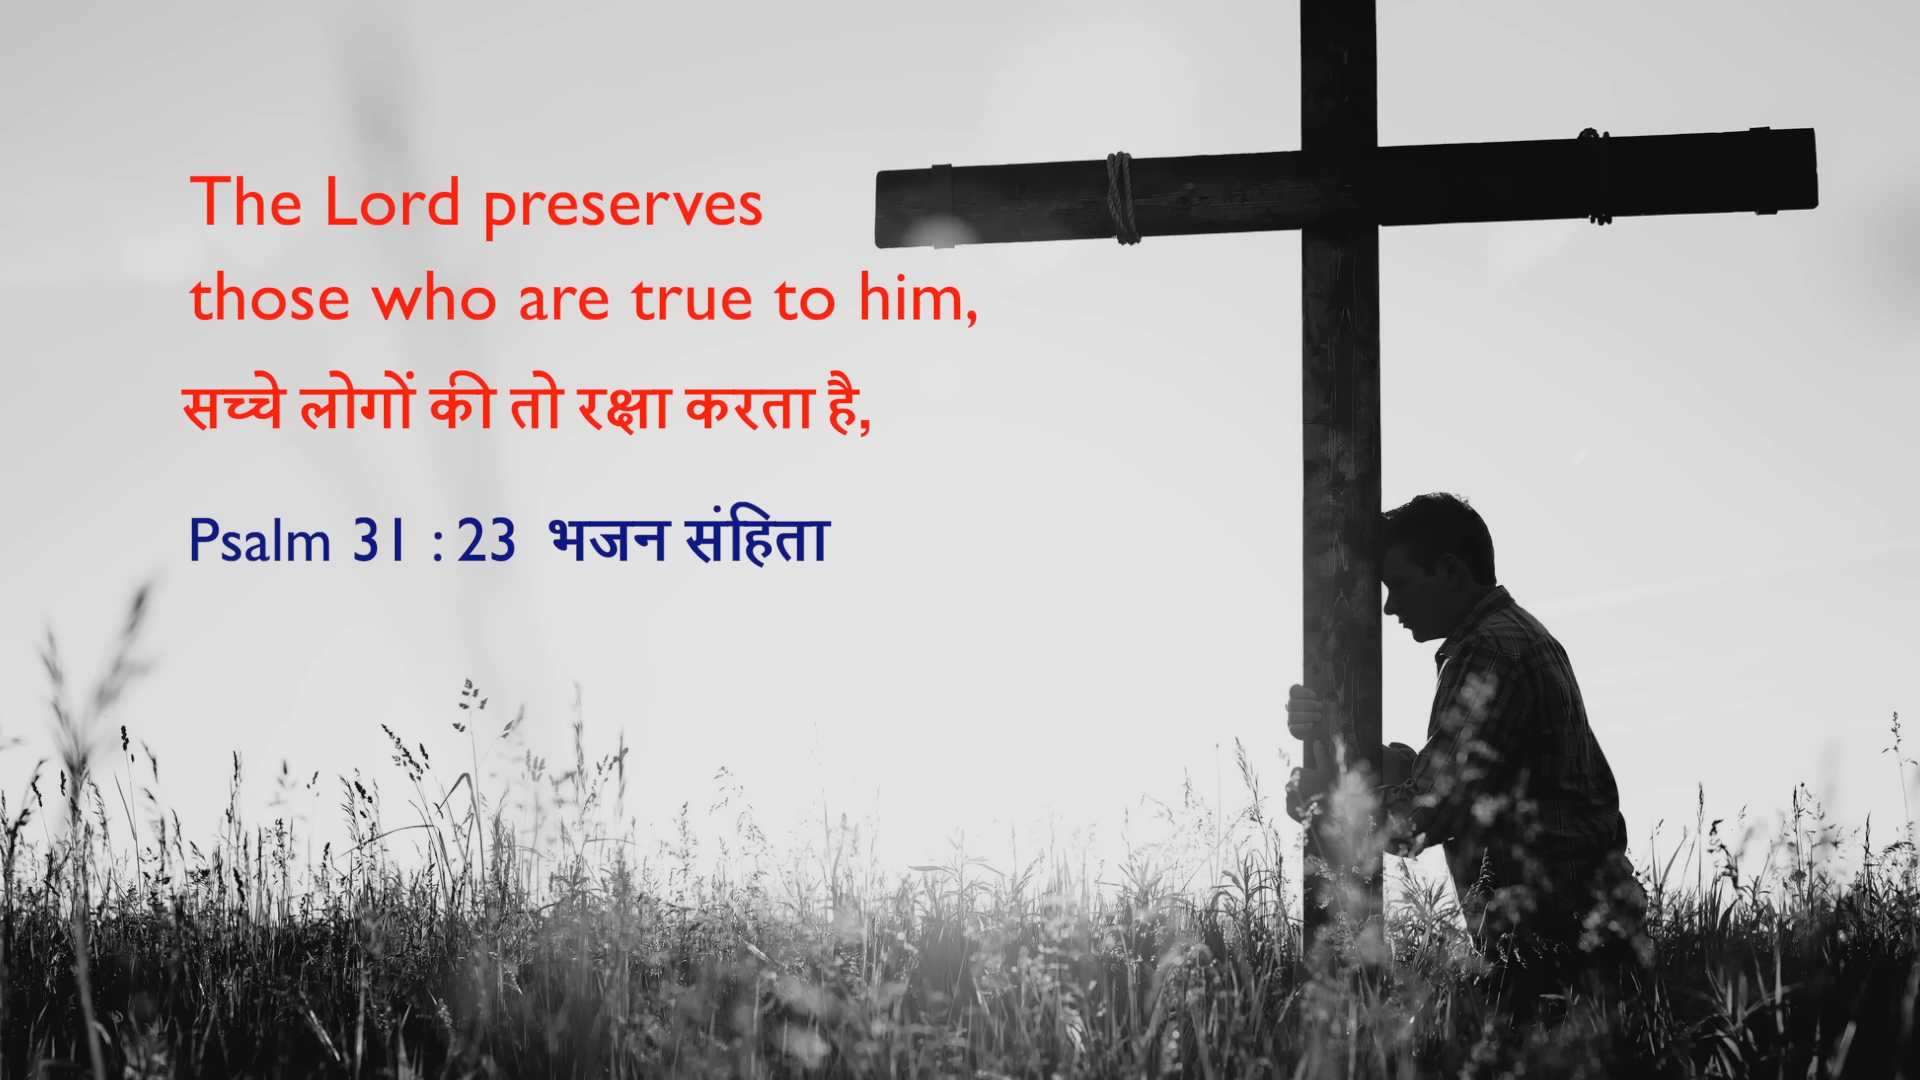 The Lord preserves
those who are true to him,
सच्चे लोगों की तो रक्षा करता है,
Psalm 31 : 23 भजन संहिता